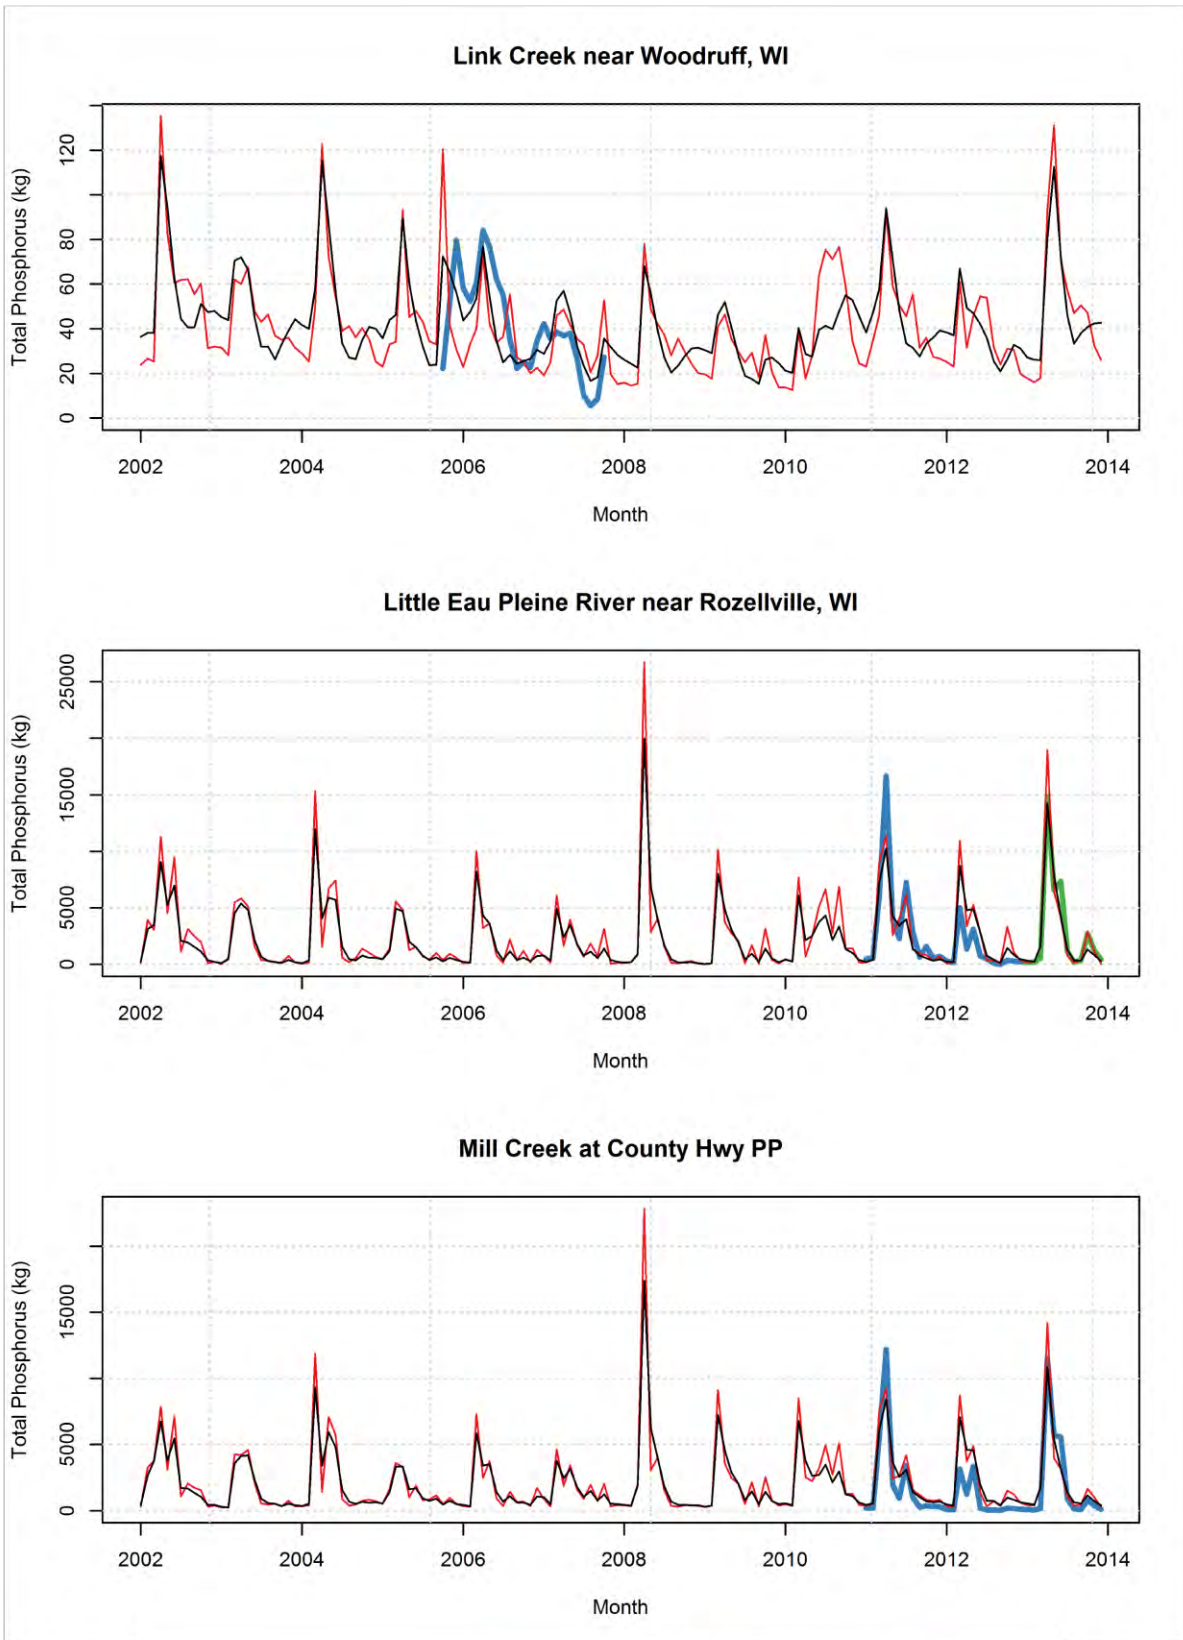 Link Creek near Woodruff, WI
Total Phosphorus (kg)
120
80
60
40
20
0
2002 2004 2006 2008 2010 2012 2014
Month
Little Eau Pleine River near Rozellville, WI
Total Phosphorus (kg)
25000
15000
5000
0
2002 2004 2006 2008 2010 2012 2014
Month
Mill Creek at County Hwy PP
Total Phosphorus (kg)
15000
5000
0
2002 2004 2006 2008 2010 2012 2014
Month